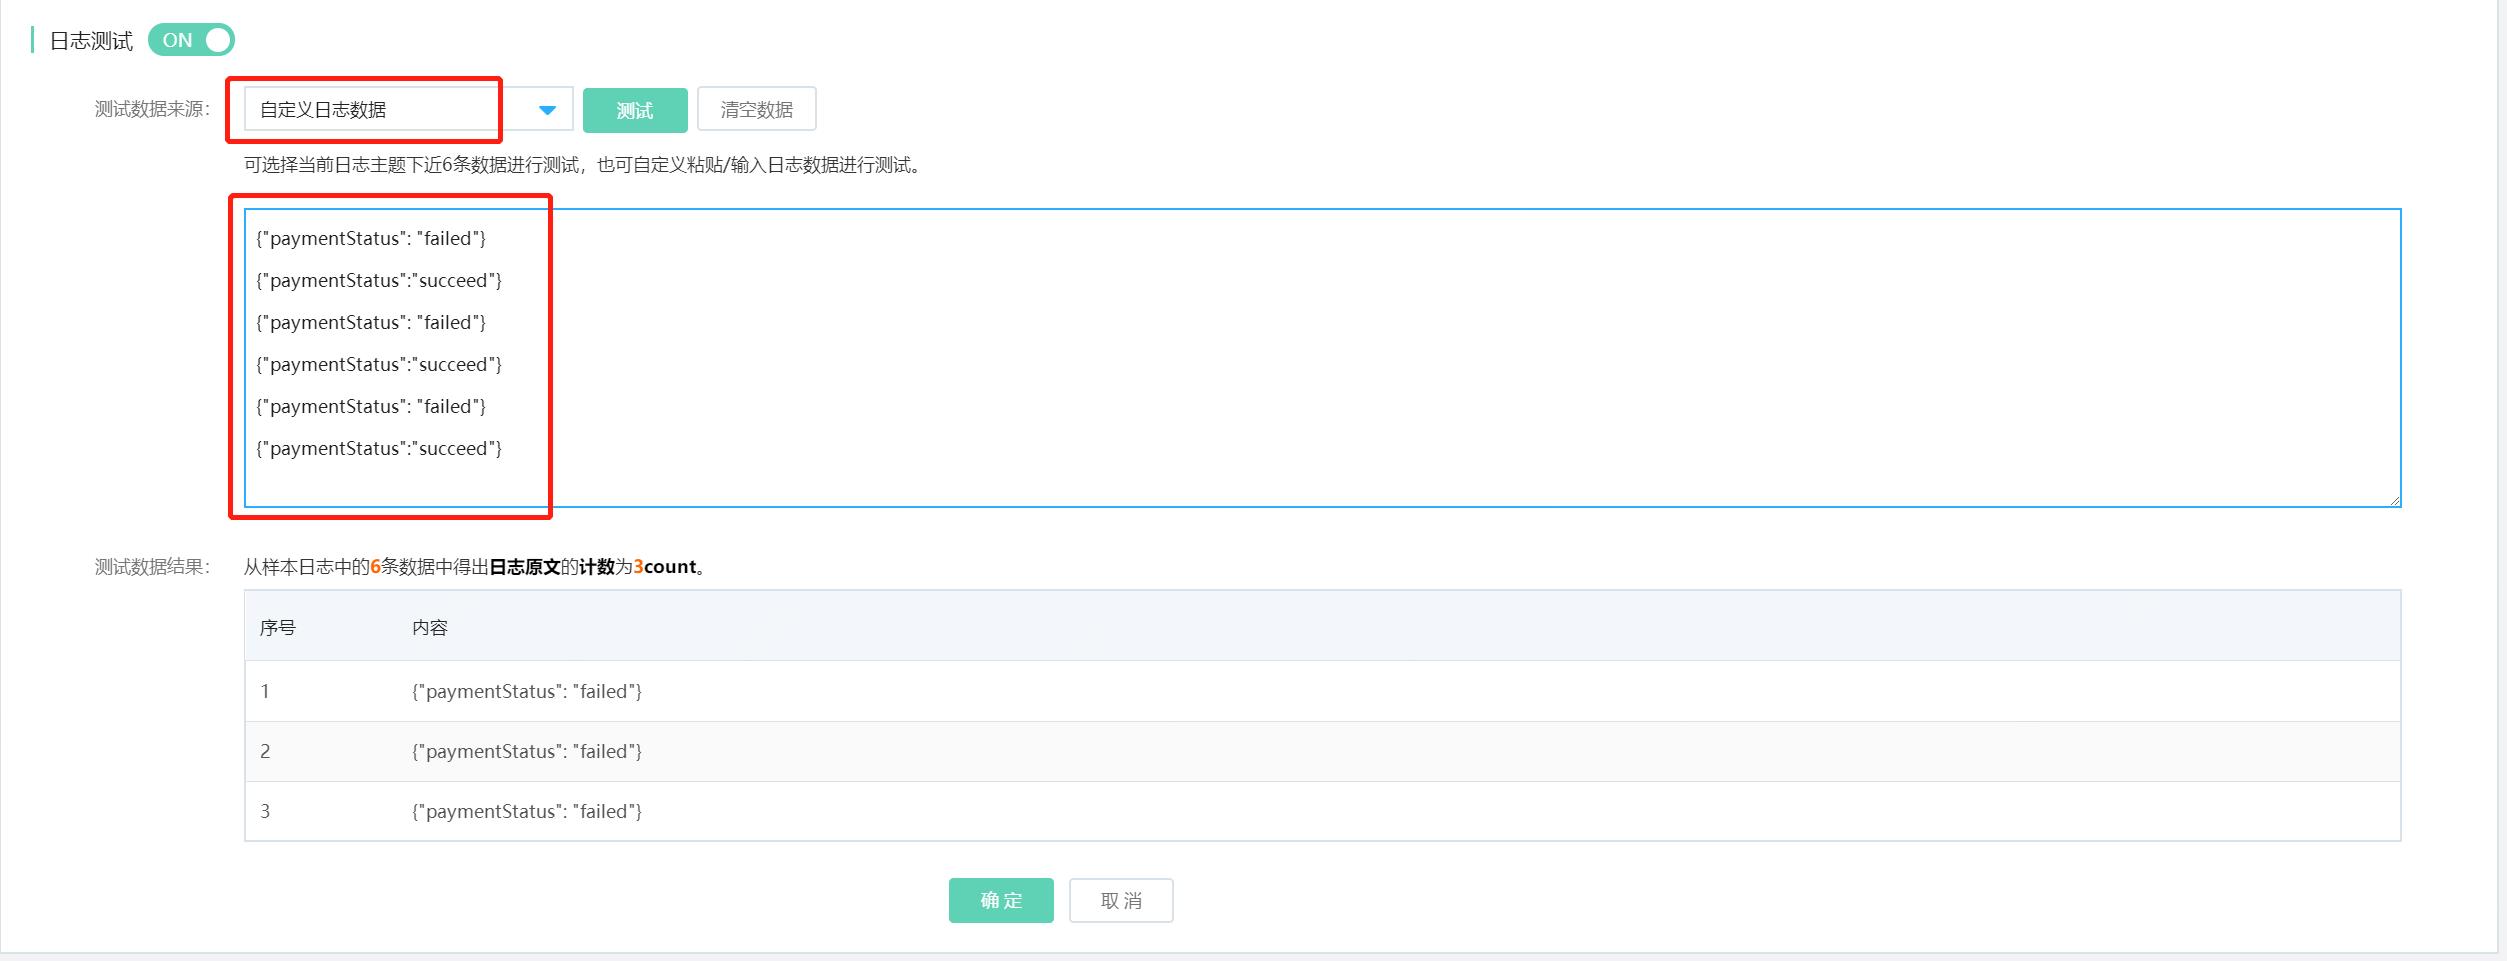 日志测试 ON
测试数据来源： 自定义日志数据 测试 清空数据
可选择当前日志主题下近6条数据进行测试，也可自定义粘贴/输入日志数据进行测试。
{"paymentStatus": "failed"}
{"paymentStatus":"succeed"}
{"paymentStatus": "failed"}
{"paymentStatus":"succeed"}
{"paymentStatus": "failed"}
{"paymentStatus":"succeed"}
测试数据结果： 从样本日志中的6条数据中得出日志原文的计数为3count。
序号 内容
1 {"paymentStatus": "failed"}
2 {"paymentStatus": "failed"}
3 {"paymentStatus": "failed"}
确 定 取 消